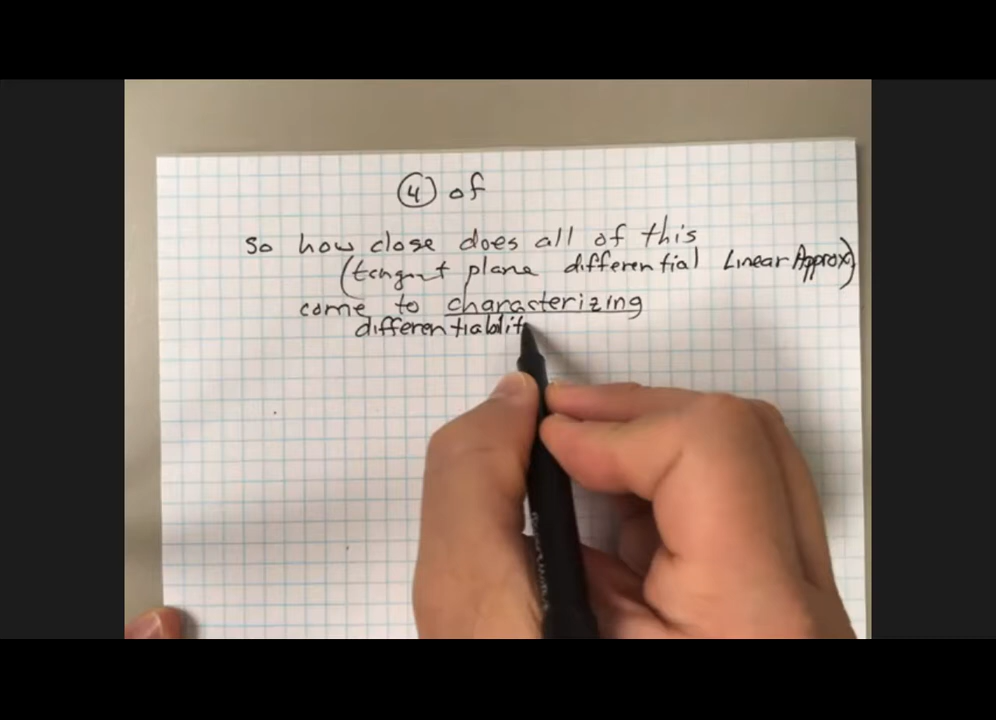 ④ of
so how close does all of this
(tangent plane differential Linear Approx)
come to characterizing
differentiabilit